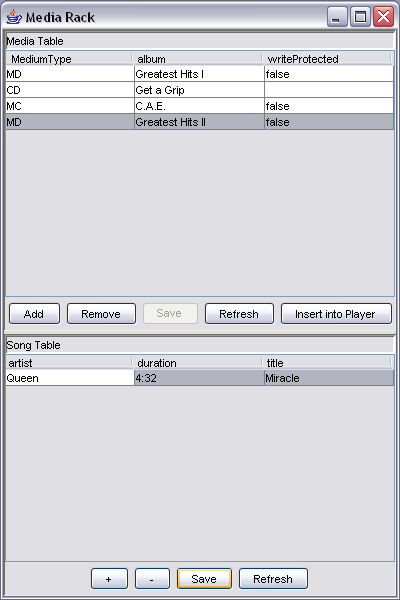 Media Rack
Media Table
MediumType album writeProtected
MD Greatest Hits I false
CD Get a Grip
MC C.A.E. false
MD Greatest Hits II false
Add Remove Save Refresh Insert into Player
Song Table
artist duration title
Queen 4:32 Miracle
+ - Save Refresh